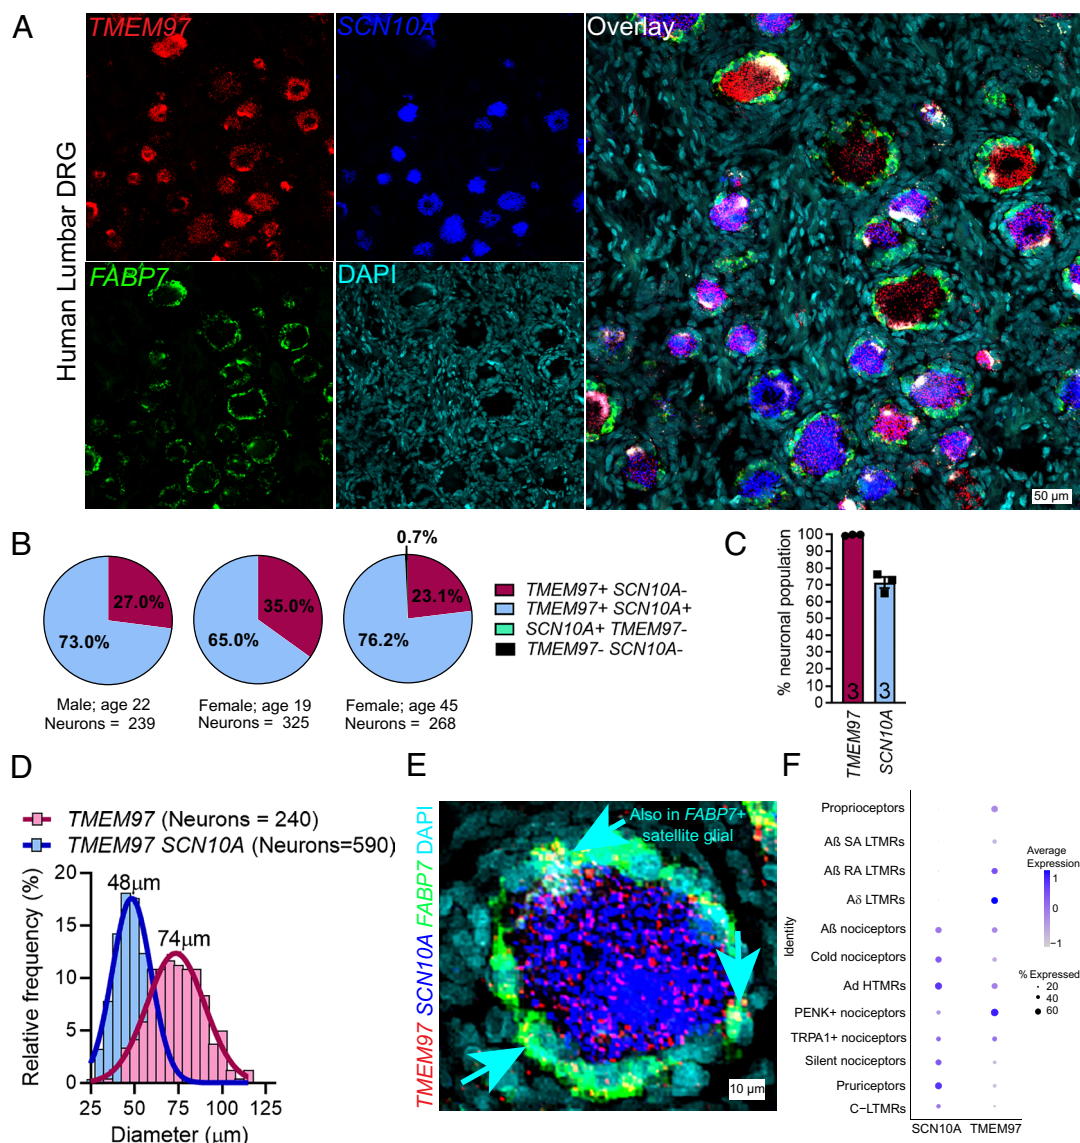 A
TMEM97
SCN10A
Overlay
Human Lumbar DRG
FABP7
DAPI
50 µm
B
27.0%
73.0%
Male; age 22
Neurons = 239
35.0%
65.0%
Female; age 19
Neurons = 325
0.7%
23.1%
76.2%
Female; age 45
Neurons = 268
TMEM97+ SCN10A-
TMEM97+ SCN10A+
SCN10A+ TMEM97-
TMEM97- SCN10A-
C
% neuronal population
100
90
80
70
60
50
40
30
20
10
0
3
3
TMEM97
SCN10A
D
TMEM97 (Neurons = 240)
TMEM97 SCN10A (Neurons=590)
Relative frequency (%)
20
15
10
5
0
48µm
74µm
25
50
75
100
125
Diameter (µm)
E
TMEM97 SCN10A FABP7 DAPI
Also in FABP7+
satellite glial
10 µm
F
Identity
Proprioceptors
Aß SA LTMRs
Aß RA LTMRs
Aδ LTMRs
Aß nociceptors
Cold nociceptors
Ad HTMRs
PENK+ nociceptors
TRPA1+ nociceptors
Silent nociceptors
Pruriceptors
C−LTMRs
SCN10A
TMEM97
Average
Expression
1
0
−1
% Expressed
20
40
60